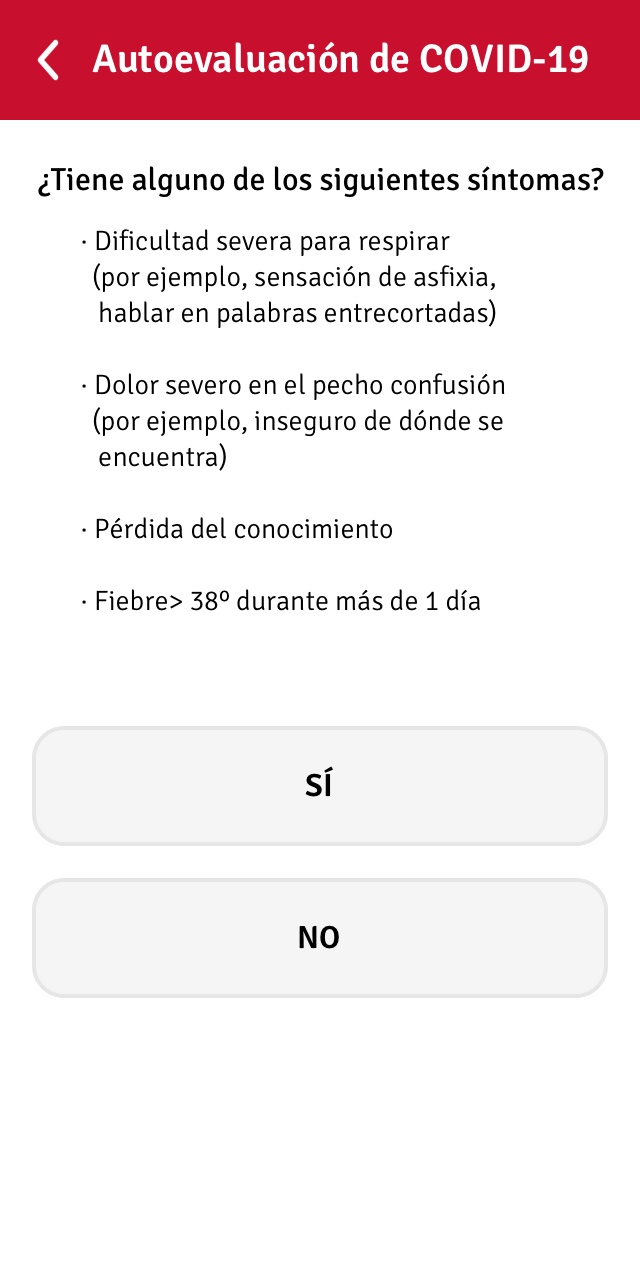 Autoevaluación de COVID-19
¿Tiene alguno de los siguientes síntomas?
· Dificultad severa para respirar
(por ejemplo, sensación de asfixia,
hablar en palabras entrecortadas)
· Dolor severo en el pecho confusión
(por ejemplo, inseguro de dónde se
encuentra)
· Pérdida del conocimiento
· Fiebre> 38º durante más de 1 día
SÍ
NO